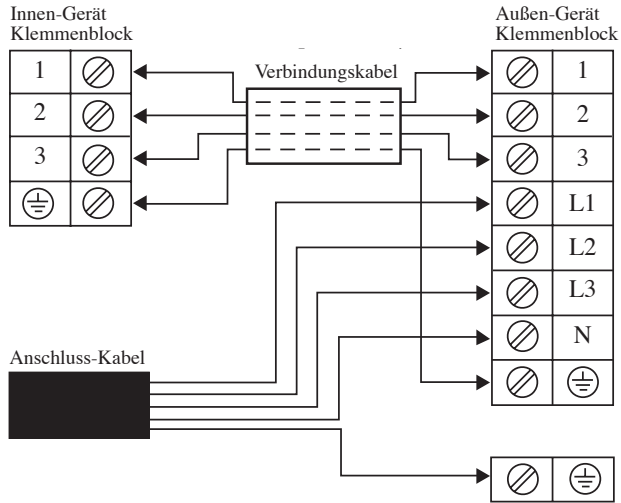 Innen-Gerät
Klemmenblock
1
2
3
Verbindungskabel
Außen-Gerät
Klemmenblock
1
2
3
L1
L2
L3
N
Anschluss-Kabel